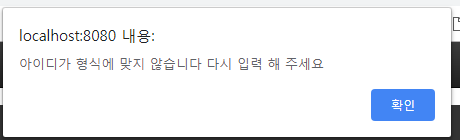 localhost:8080 내용:
아이디가 형식에 맞지 않습니다 다시 입력 해 주세요
확인